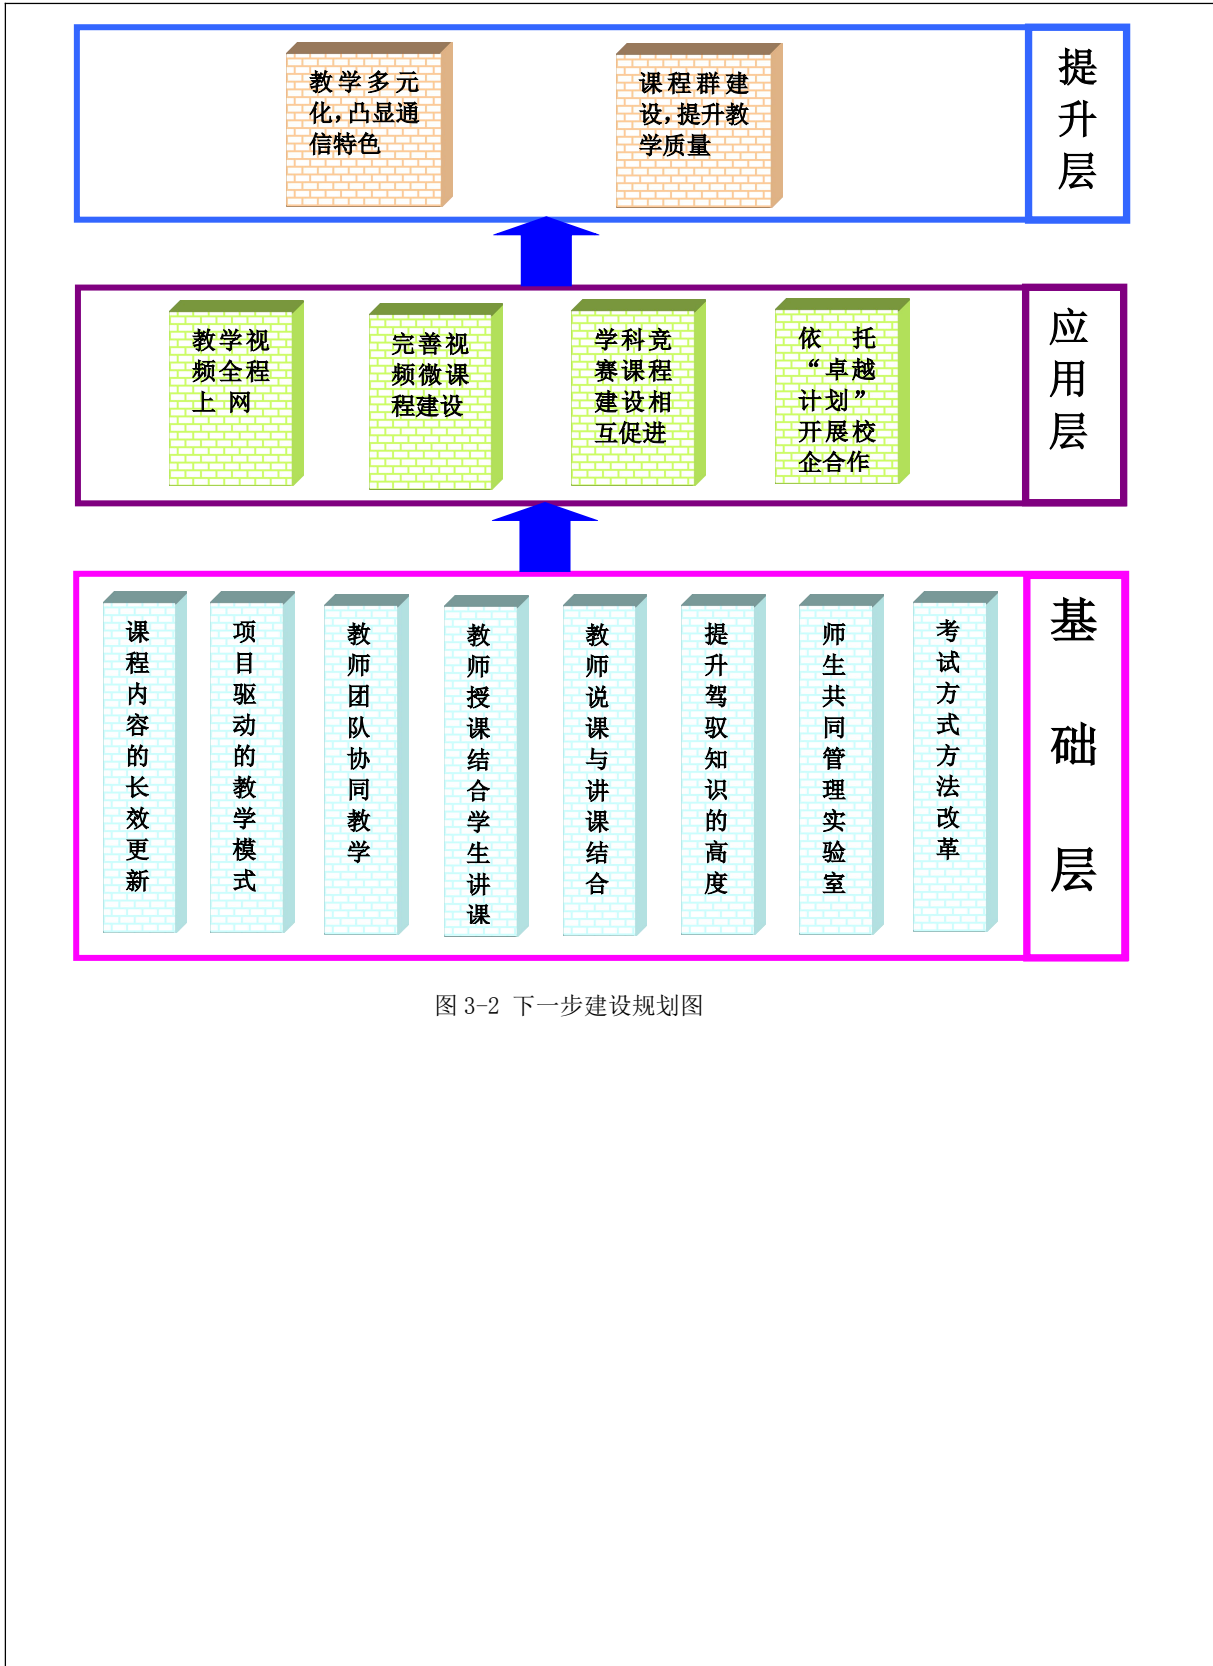 教学多元
化，凸显通
信特色
课程群建
设，提升教
学质量
提
升
层
教学视
频全程
上 网
完善视
频微课
程建设
学科竞
赛课程
建设相
互促进
依 托
“卓越
计划”
开展校
企合作
应
用
层
课程内容的长效更新
项目驱动的教学模式
教师团队协同教学
教师授课结合学生讲课
教师说课与讲课结合
提升驾驭知识的高度
师生共同管理实验室
考试方式方法改革
基
础
层
图 3-2 下一步建设规划图